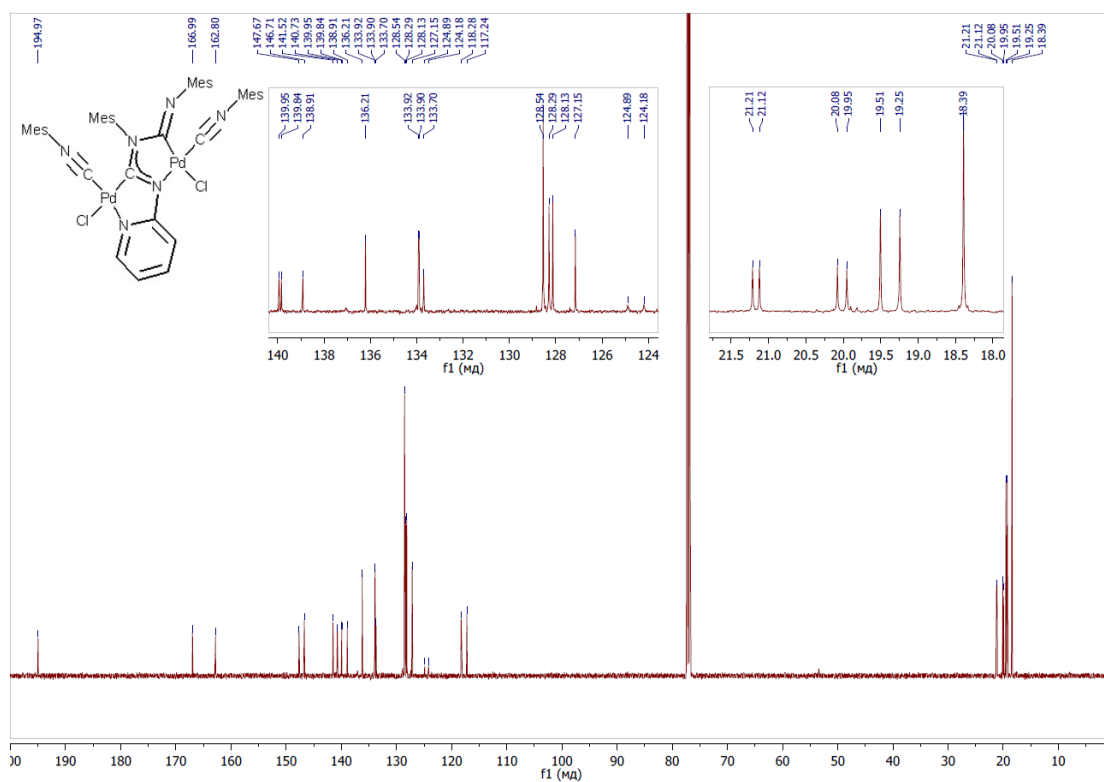 194.97
166.99
162.80
147.67
146.71
141.52
140.73
139.95
139.84
138.91
136.21
133.92
133.90
133.70
128.54
128.29
128.13
127.15
124.89
124.18
118.28
117.24
21.21
21.12
20.08
19.95
19.51
19.25
18.39
Mes
N
Mes
N
Mes
N
C
Mes
N
C
Pd
Cl
C
N
Pd
Cl
N
139.95
139.84
138.91
136.21
133.92
133.90
133.70
128.54
128.29
128.13
127.15
124.89
124.18
140 138 136 134 132 130 128 126 124
f1 (мд)
21.21
21.12
20.08
19.95
19.51
19.25
18.39
21.5 21.0 20.5 20.0 19.5 19.0 18.5 18.0
f1 (мд)
00 190 180 170 160 150 140 130 120 110 100 90 80 70 60 50 40 30 20 10
f1 (мд)